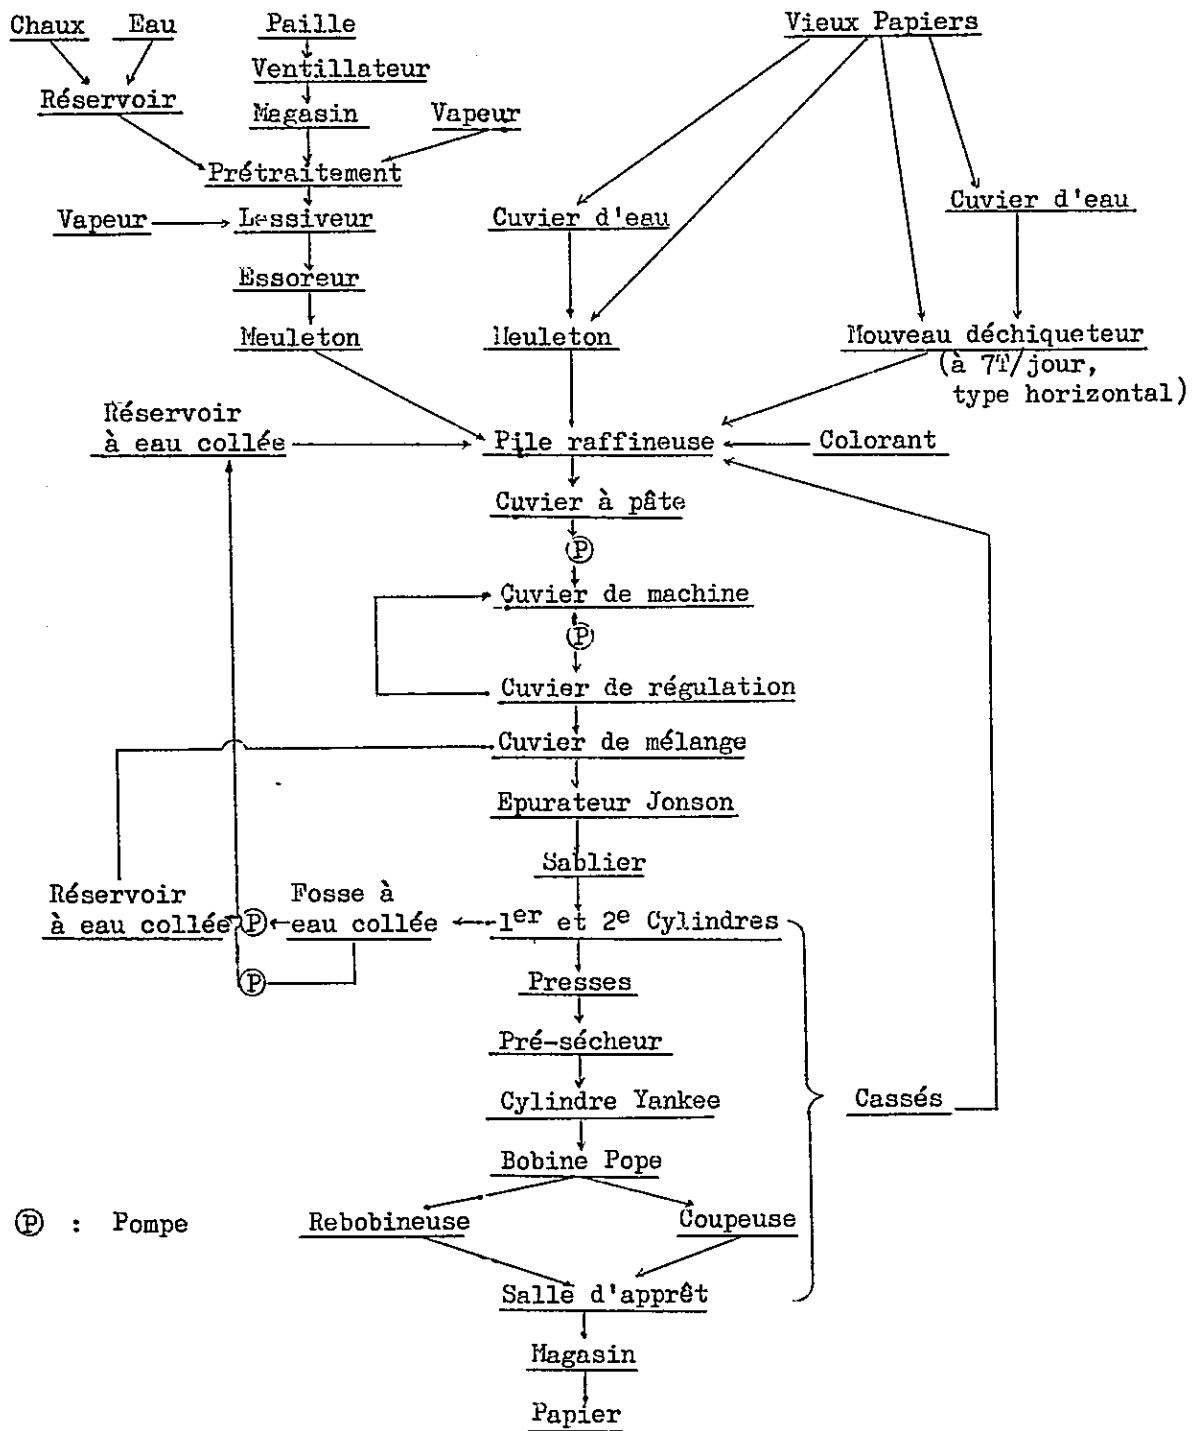 Chaux Eau Paille Vieux Papiers
Ventillateur
Réservoir Magasin Vapeur
Prétraitement
Vapeur Lessiveur Cuvier d'eau Cuvier d'eau
Essoreur
Meuleton Meuleton Nouveau déchiqueteur
(à 7T/jour,
type horizontal)
Réservoir
à eau collée Pile raffineuse Colorant
Cuvier à pâte
P
Cuvier de machine
P
Cuvier de régulation
Cuvier de mélange
Epurateur Jonson
Sablier
Réservoir
à eau collée P Fosse à
eau collée 1er et 2e Cylindres
P
Presses
Pré-sécheur
Cylindre Yankee Cassés
Bobine Pope
P : Pompe Rebobineuse Coupeuse
Salle d'apprêt
Magasin
Papier